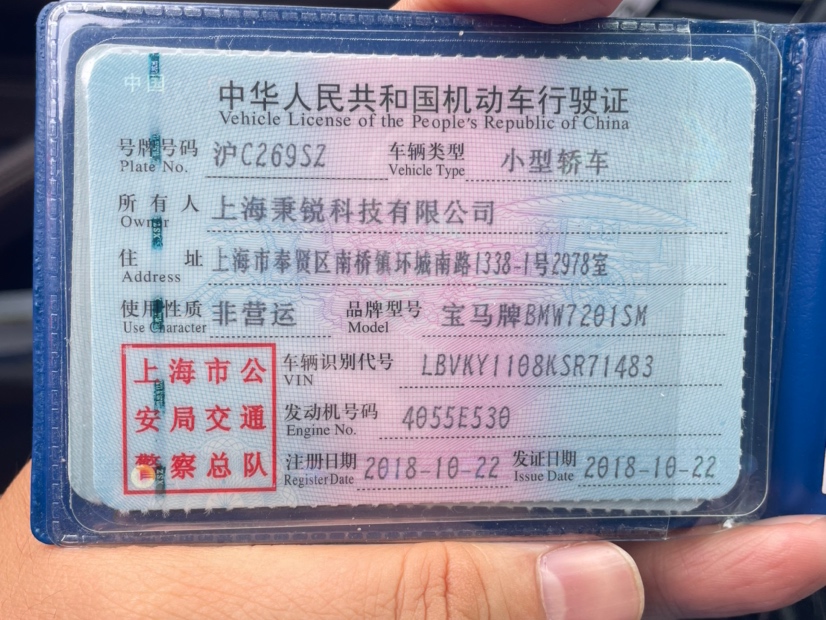 中国
中华人民共和国机动车行驶证
Vehicle License of the People's Republic of China
号牌号码 沪C269SZ 车辆类型 小型轿车
Plate No. Vehicle Type
所有人 上海秉锐科技有限公司
Owner
住址 上海市奉贤区南桥镇环城南路1338-1号2978室
Address
使用性质 非营运 品牌型号 宝马牌BMW7201SM
Use Character Model
车辆识别代号 LBVKY1108KSR71483
VIN
发动机号码 4055E530
Engine No.
注册日期 2018-10-22 发证日期 2018-10-22
Register Date Issue Date
上海市公
安局交通
警察总队